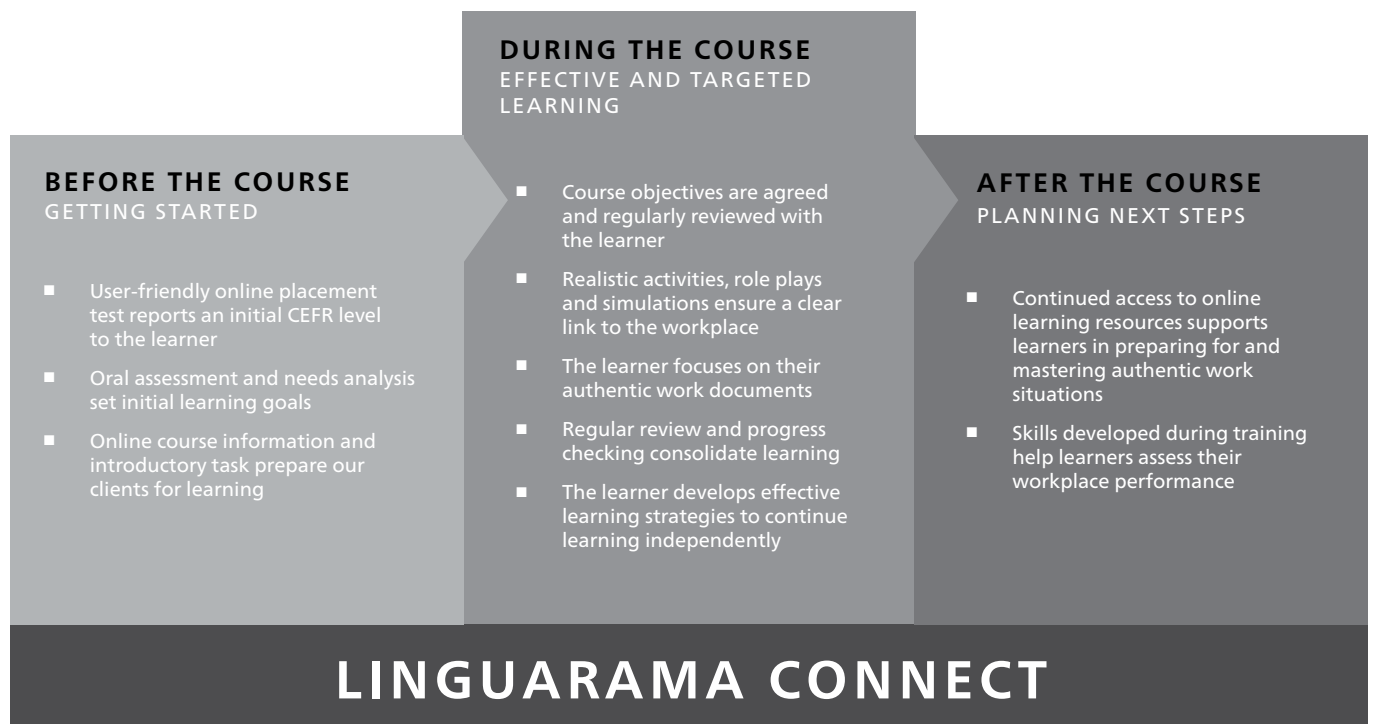 BEFORE THE COURSE
GETTING STARTED
■ User-friendly online placement
test reports an initial CEFR level
to the learner
■ Oral assessment and needs analysis
set initial learning goals
■ Online course information and
introductory task prepare our
clients for learning
DURING THE COURSE
EFFECTIVE AND TARGETED
LEARNING
■ Course objectives are agreed
and regularly reviewed with
the learner
■ Realistic activities, role plays
and simulations ensure a clear
link to the workplace
■ The learner focuses on their
authentic work documents
■ Regular review and progress
checking consolidate learning
■ The learner develops effective
learning strategies to continue
learning independently
AFTER THE COURSE
PLANNING NEXT STEPS
■ Continued access to online
learning resources supports
learners in preparing for and
mastering authentic work
situations
■ Skills developed during training
help learners assess their
workplace performance
LINGUARAMA CONNECT